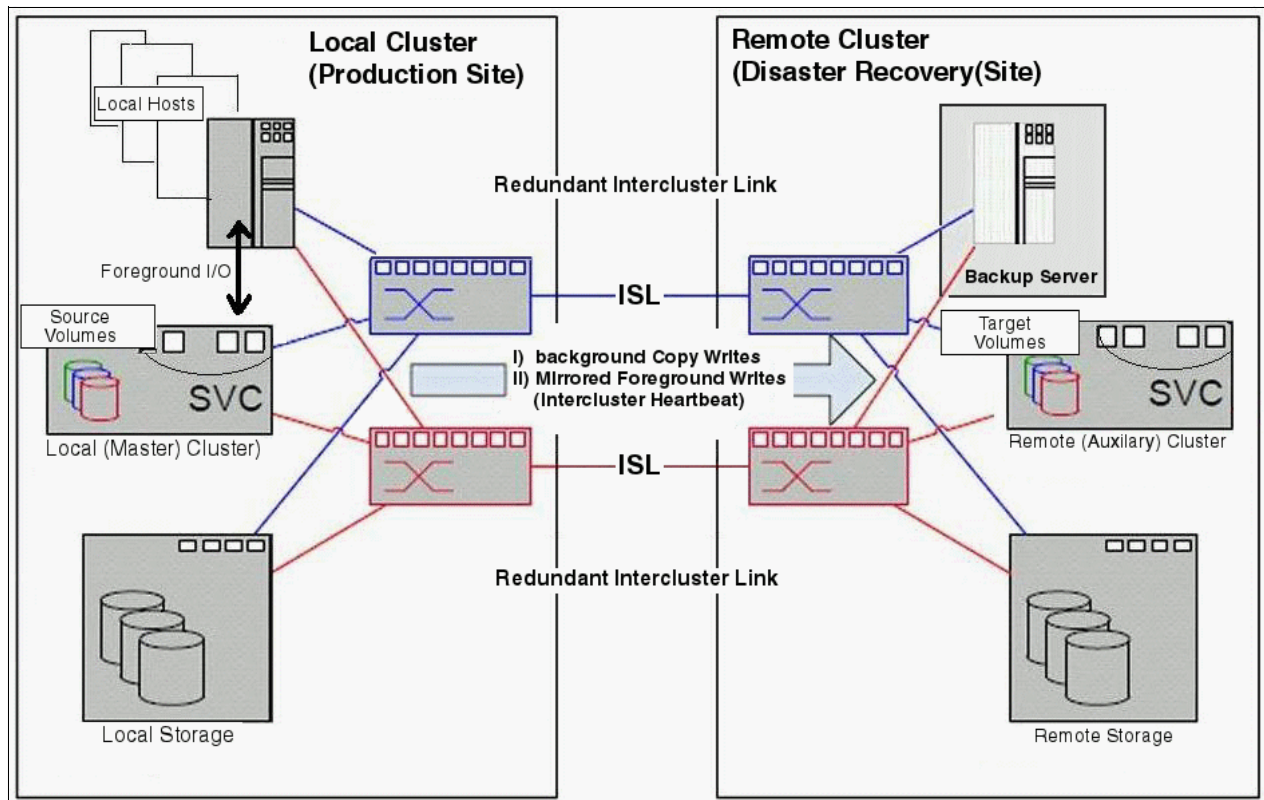 Local Cluster
(Production Site)
Remote Cluster
(Disaster Recovery(Site)
Local Hosts
Redundant Intercluster Link
Foreground I/O
Backup Server
ISL
Source
Volumes
Target
Volumes
I) background Copy Writes
II) Mirrored Foreground Writes
(Intercluster Heartbeat)
SVC
SVC
Local (Master) Cluster)
Remote (Auxilary) Cluster
ISL
Redundant Intercluster Link
Local Storage
Remote Storage